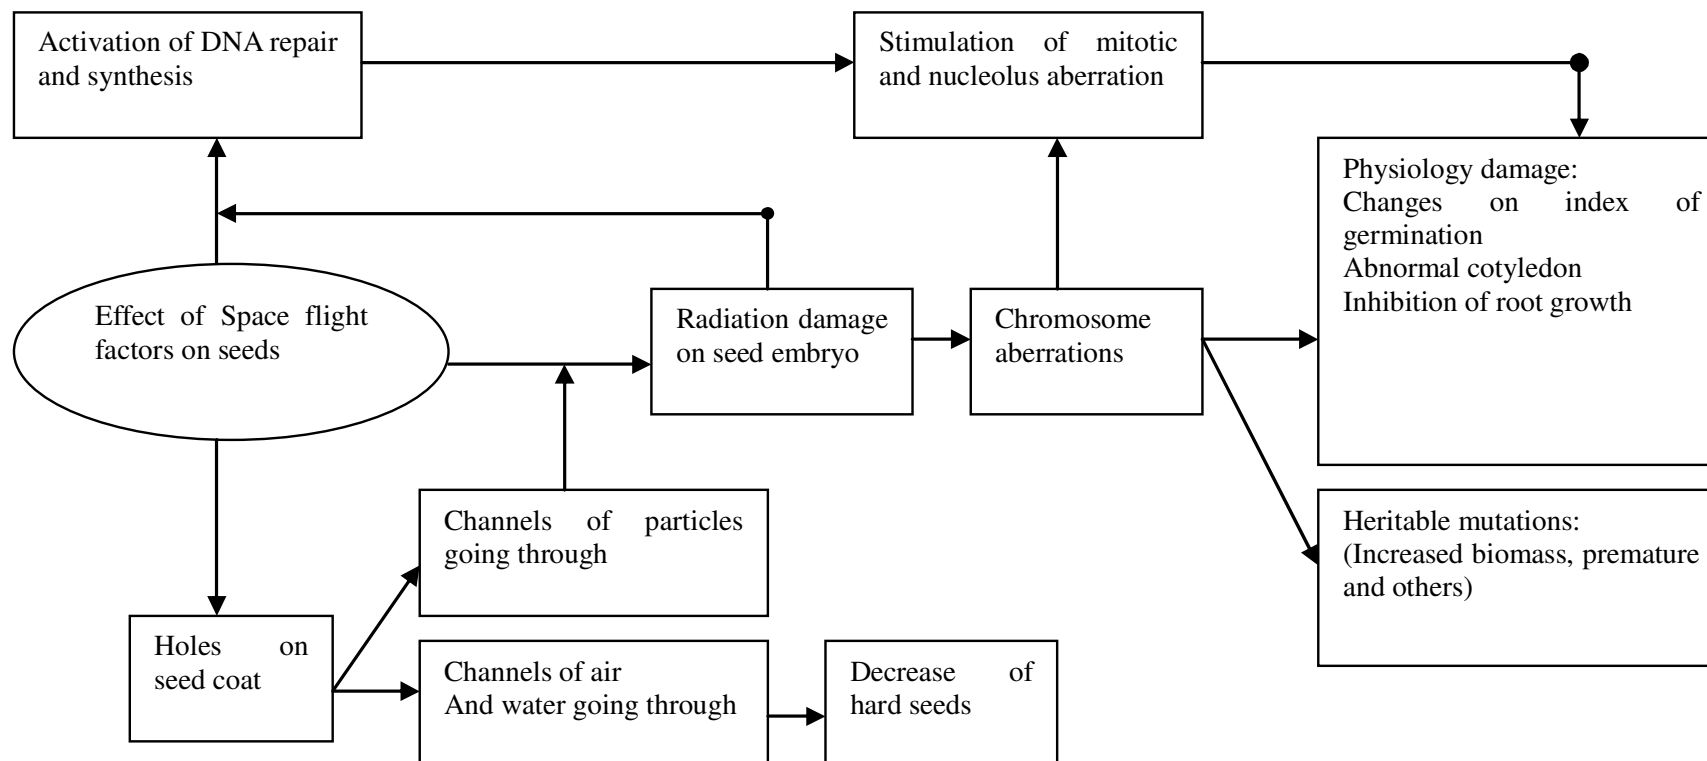 Activation of DNA repair
and synthesis
Stimulation of mitotic
and nucleolus aberration
Physiology damage:
Changes on index of
germination
Abnormal cotyledon
Inhibition of root growth
Effect of Space flight
factors on seeds
Radiation damage
on seed embryo
Chromosome
aberrations
Channels of particles
going through
Heritable mutations:
(Increased biomass, premature
and others)
Holes on
seed coat
Channels of air
And water going through
Decrease of
hard seeds